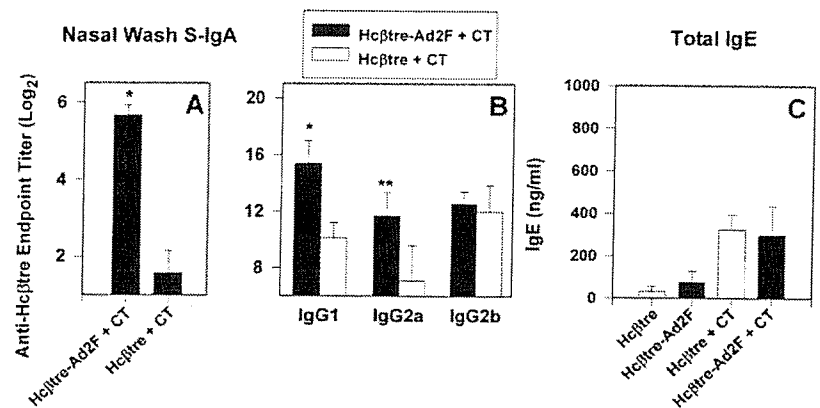 Nasal Wash S-IgA
Hcβtre-Ad2F + CT
Hcβtre + CT
Total IgE
Anti-Hcβtre Endpoint Titer (Log2)
6
4
2
A
*
Hcβtre-Ad2F + CT
Hcβtre + CT
20
16
12
8
B
*
**
IgG1
IgG2a
IgG2b
IgE (ng/ml)
1000
800
600
400
200
0
C
Hcβtre
Hcβtre-Ad2F
Hcβtre + CT
Hcβtre-Ad2F + CT